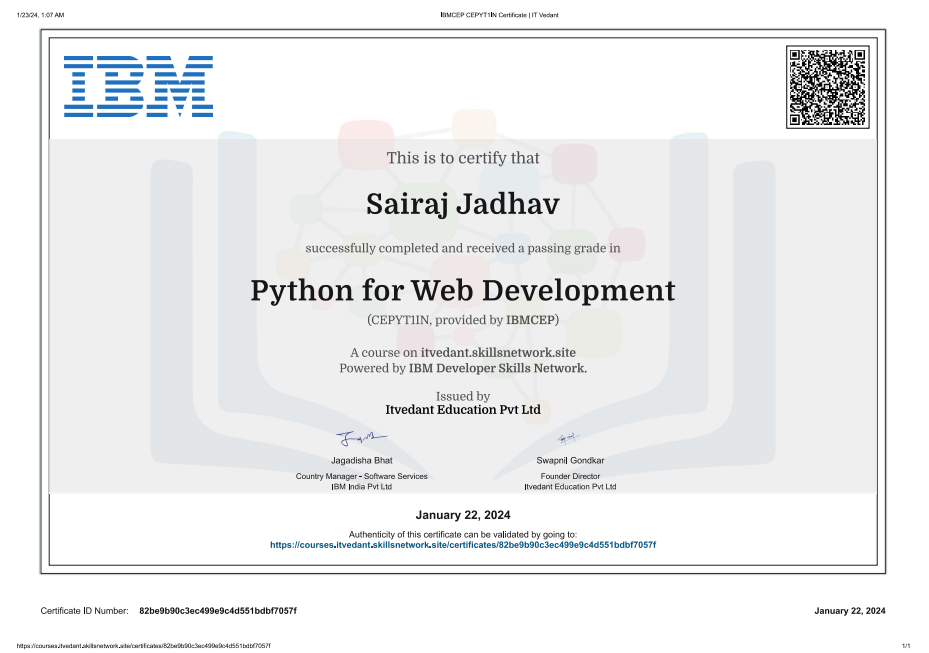 1/23/24, 1:07 AM
IBMCEP CEPYT1IN Certificate | IT Vedant
IBM
This is to certify that
Sairaj Jadhav
successfully completed and received a passing grade in
Python for Web Development
(CEPYT1IN, provided by IBMCEP)
A course on itvedant.skillsnetwork.site
Powered by IBM Developer Skills Network.
Issued by
Itvedant Education Pvt Ltd
Jagadisha Bhat
Swapnil Gondkar
Country Manager - Software Services
Founder Director
IBM India Pvt Ltd
Itvedant Education Pvt Ltd
January 22, 2024
Authenticity of this certificate can be validated by going to:
https://courses.itvedant.skillsnetwork.site/certificates/82be9b90c3ec499e9c4d551bdbf7057f
Certificate ID Number: 82be9b90c3ec499e9c4d551bdbf7057f
January 22, 2024
https://courses.itvedant.skillsnetwork.site/certificates/82be9b90c3ec499e9c4d551bdbf7057f
1/1